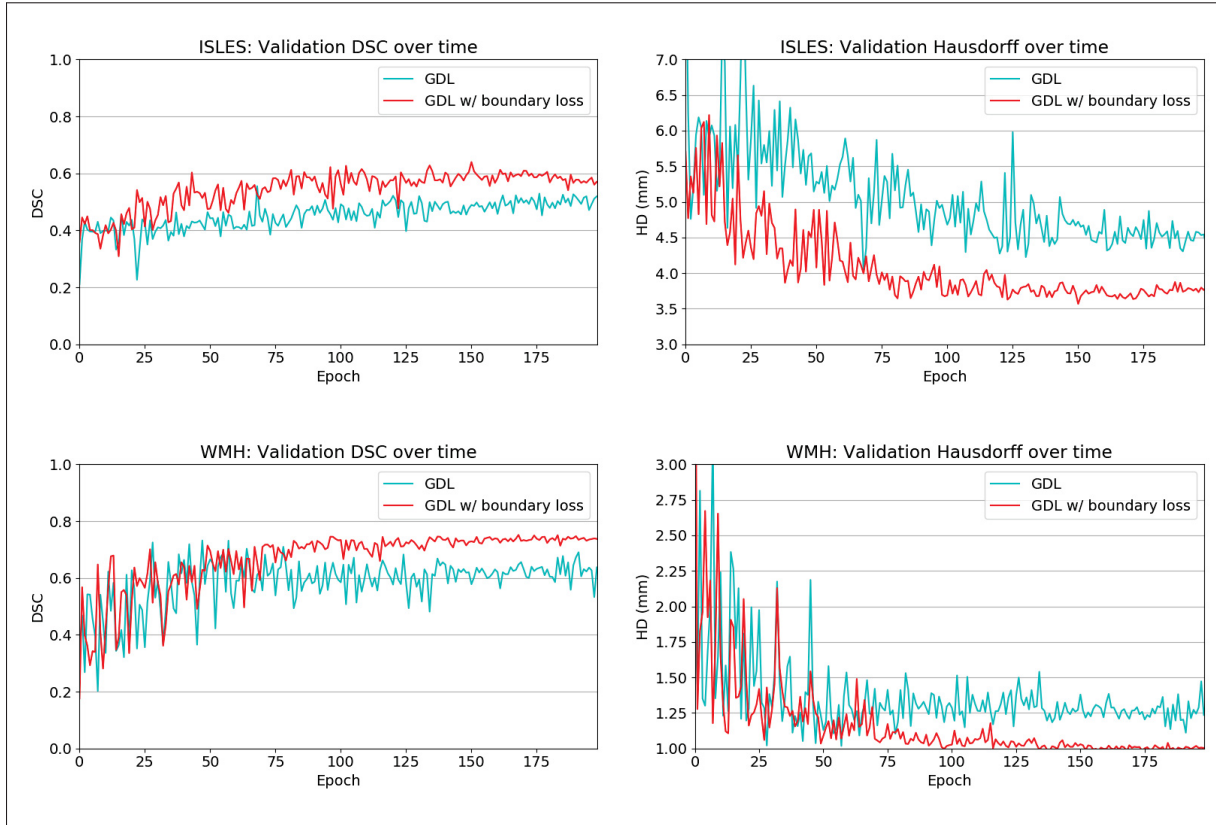 ISLES: Validation DSC over time
1.0
0.8
0.6
0.4
0.2
0.0
DSC
GDL
GDL w/ boundary loss
0 25 50 75 100 125 150 175
Epoch
ISLES: Validation Hausdorff over time
7.0
6.5
6.0
5.5
5.0
4.5
4.0
3.5
3.0
HD (mm)
GDL
GDL w/ boundary loss
0 25 50 75 100 125 150 175
Epoch
WMH: Validation DSC over time
1.0
0.8
0.6
0.4
0.2
0.0
DSC
GDL
GDL w/ boundary loss
0 25 50 75 100 125 150 175
Epoch
WMH: Validation Hausdorff over time
3.00
2.75
2.50
2.25
2.00
1.75
1.50
1.25
1.00
HD (mm)
GDL
GDL w/ boundary loss
0 25 50 75 100 125 150 175
Epoch